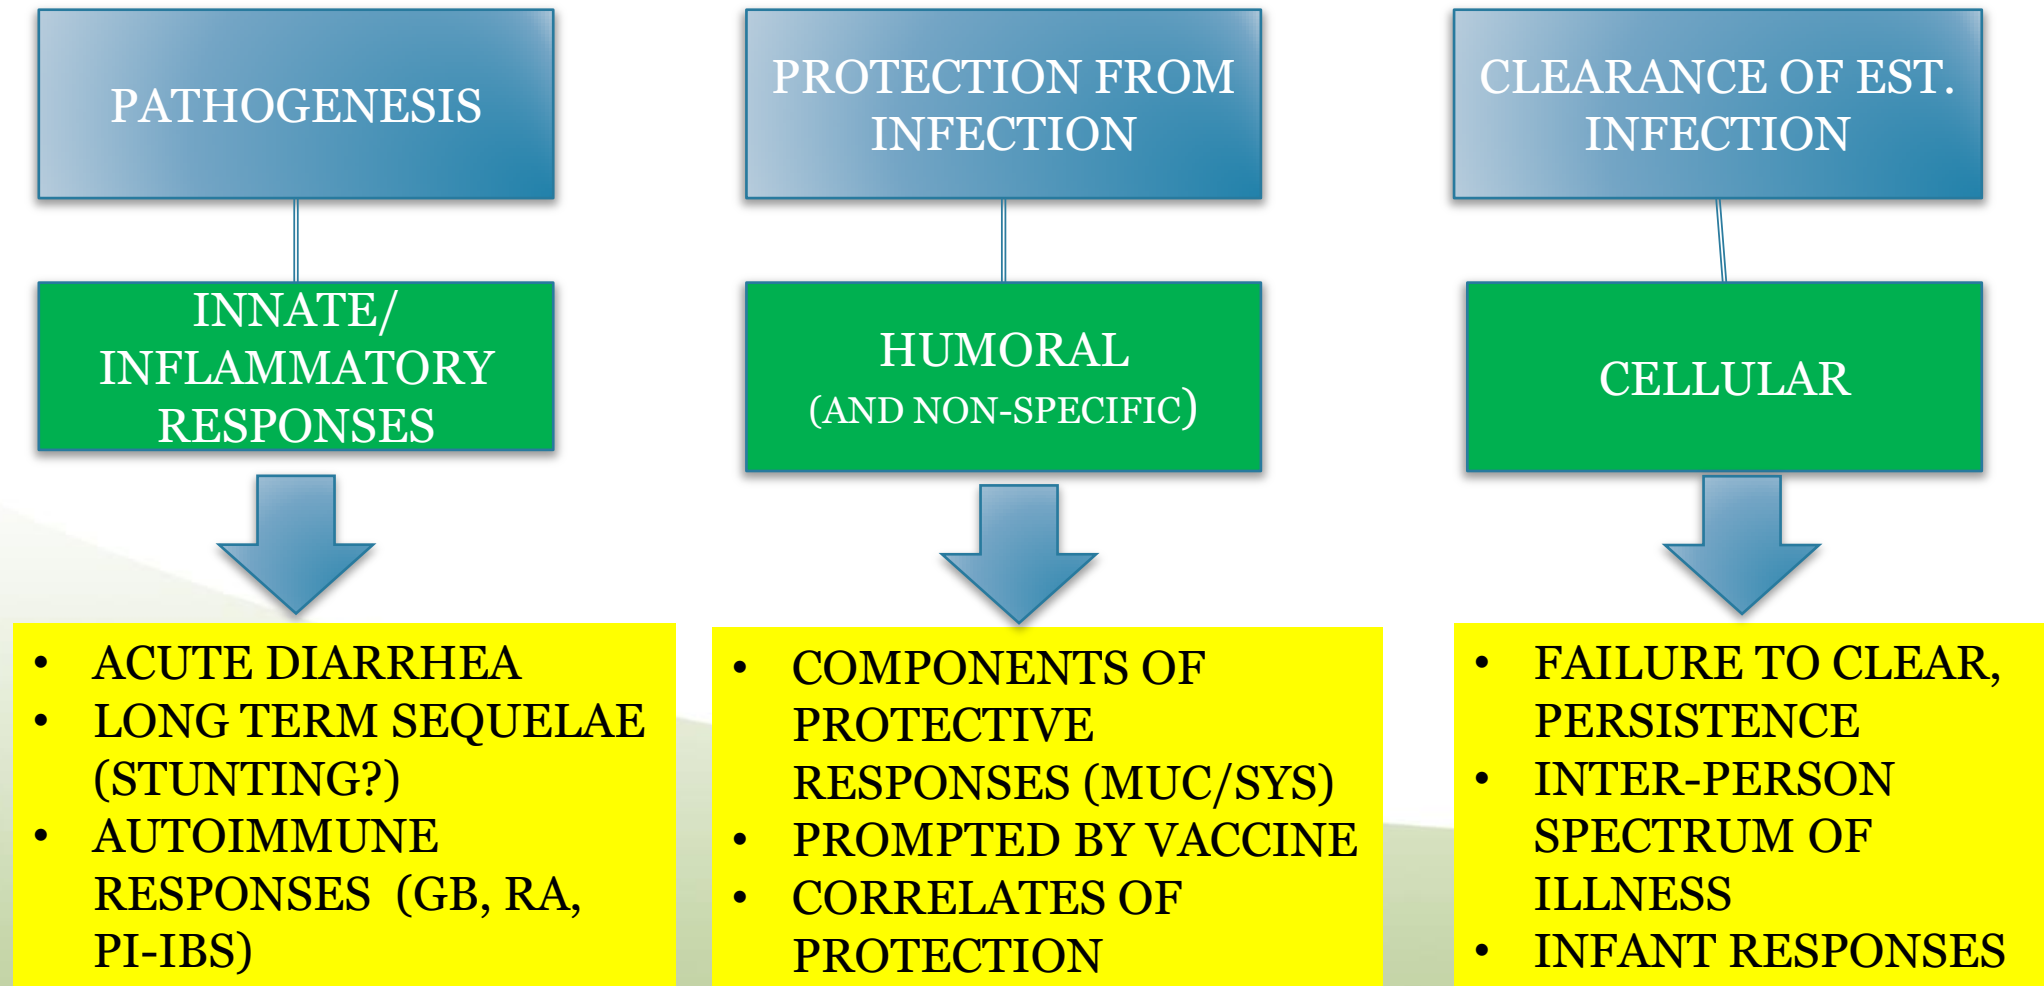 PATHOGENESIS
INNATE/
INFLAMMATORY
RESPONSES
• ACUTE DIARRHEA
• LONG TERM SEQUELAE
(STUNTING?)
• AUTOIMMUNE
RESPONSES (GB, RA,
PI-IBS)
PROTECTION FROM
INFECTION
HUMORAL
(AND NON-SPECIFIC)
• COMPONENTS OF
PROTECTIVE
RESPONSES (MUC/SYS)
• PROMPTED BY VACCINE
• CORRELATES OF
PROTECTION
CLEARANCE OF EST.
INFECTION
CELLULAR
• FAILURE TO CLEAR,
PERSISTENCE
• INTER-PERSON
SPECTRUM OF
ILLNESS
• INFANT RESPONSES